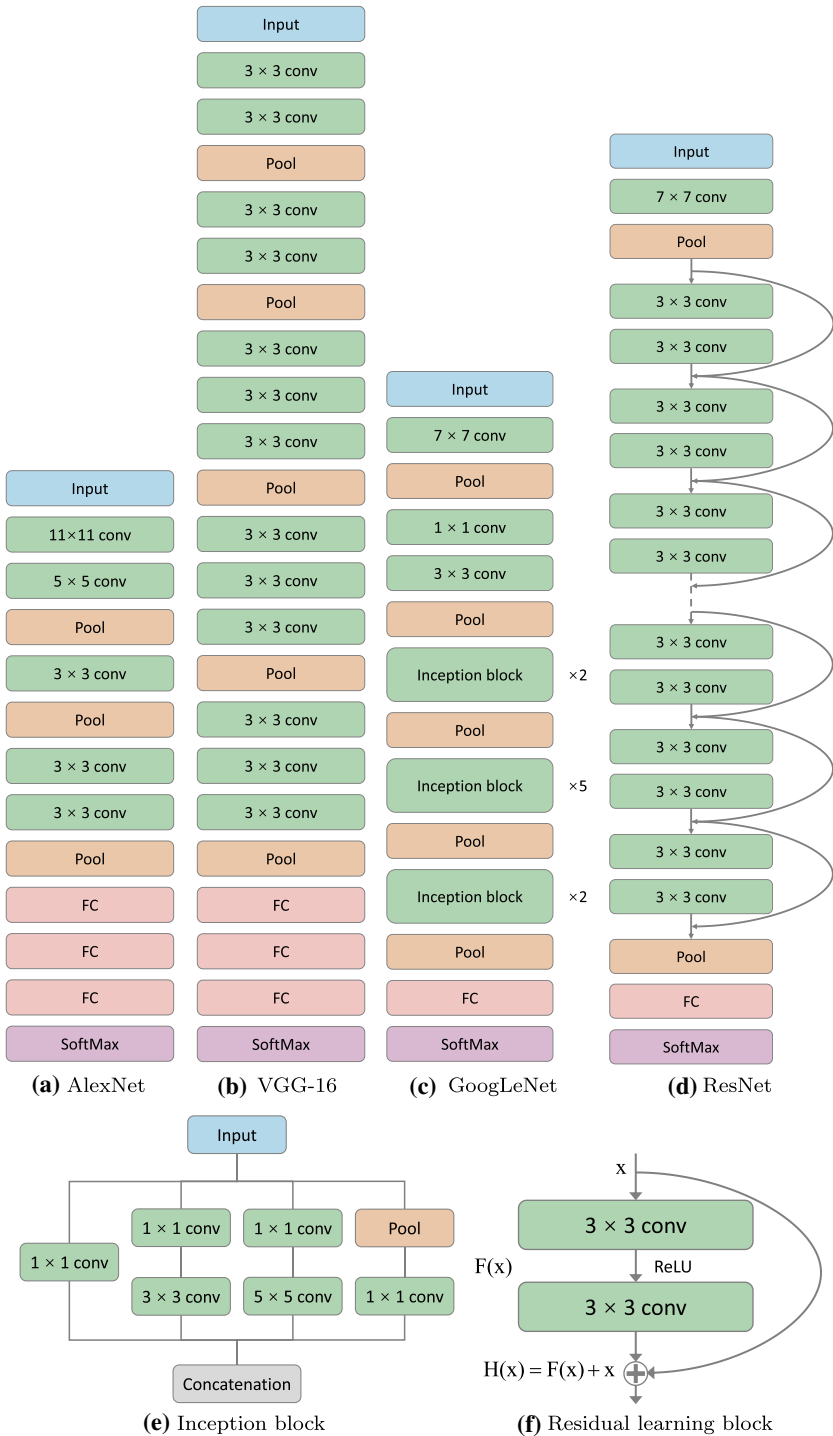 Input
11×11 conv
5 × 5 conv
Pool
3 × 3 conv
Pool
3 × 3 conv
3 × 3 conv
Pool
FC
FC
FC
SoftMax
(a) AlexNet
Input
3 × 3 conv
3 × 3 conv
Pool
3 × 3 conv
3 × 3 conv
Pool
3 × 3 conv
3 × 3 conv
3 × 3 conv
Pool
3 × 3 conv
3 × 3 conv
3 × 3 conv
Pool
3 × 3 conv
3 × 3 conv
3 × 3 conv
Pool
FC
FC
FC
SoftMax
(b) VGG-16
Input
7 × 7 conv
Pool
1 × 1 conv
3 × 3 conv
Pool
Inception block ×2
Pool
Inception block ×5
Pool
Inception block ×2
Pool
FC
SoftMax
(c) GoogLeNet
Input
7 × 7 conv
Pool
3 × 3 conv
3 × 3 conv
3 × 3 conv
3 × 3 conv
3 × 3 conv
3 × 3 conv
3 × 3 conv
3 × 3 conv
3 × 3 conv
3 × 3 conv
3 × 3 conv
3 × 3 conv
Pool
FC
SoftMax
(d) ResNet
Input
1 × 1 conv
1 × 1 conv
3 × 3 conv
1 × 1 conv
5 × 5 conv
Pool
1 × 1 conv
Concatenation
(e) Inception block
x
3 × 3 conv
F(x)
ReLU
3 × 3 conv
H(x) = F(x) + x
(f) Residual learning block